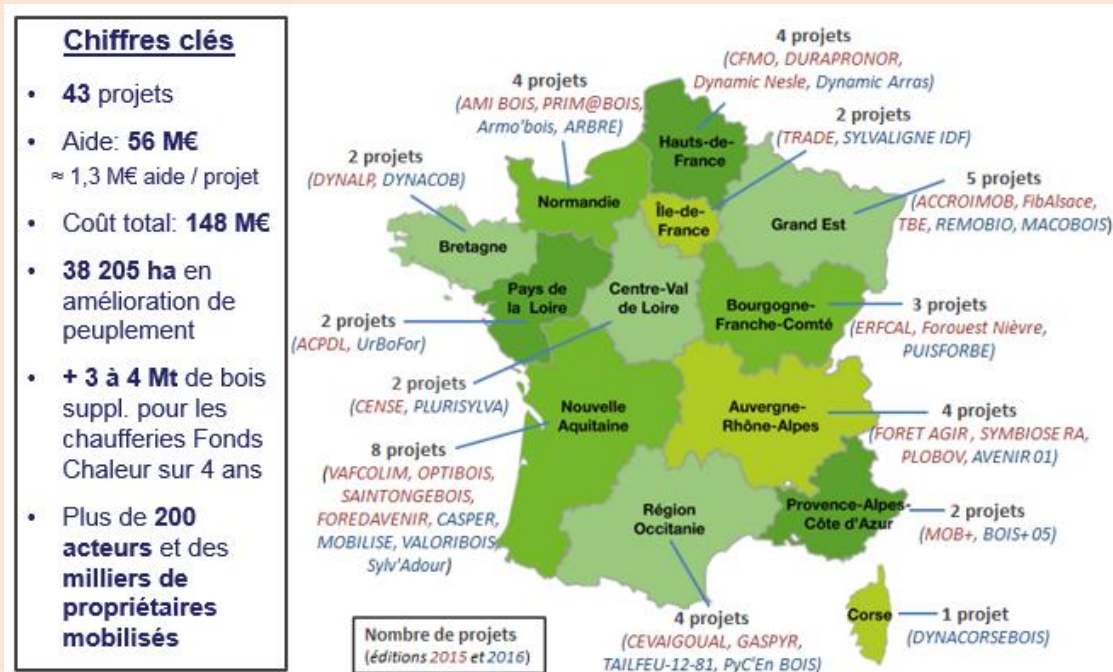 Chiffres clés
• 43 projets
• Aide: 56 M€
≈ 1,3 M€ aide / projet
• Coût total: 148 M€
• 38 205 ha en
amélioration de
peuplement
• + 3 à 4 Mt de bois
suppl. pour les
chaufferies Fonds
Chaleur sur 4 ans
• Plus de 200
acteurs et des
milliers de
propriétaires
mobilisés
4 projets
(CFMO, DURAPRONOR,
Dynamic Nesle, Dynamic Arras)
4 projets
(AMI BOIS, PRIM@BOIS,
Armo'bois, ARBRE)
2 projets
(TRADE, SYLVALIGNE IDF)
2 projets
(DYNALP, DYNACOB)
5 projets
(ACCROIMOB, FibAlsace,
TBE, REMOBIO, MACOBOIS)
Hauts-de-
France
Normandie
Île-de-
France
Grand Est
Bretagne
Pays de
la Loire
Centre-Val
de Loire
Bourgogne-
Franche-Comté
2 projets
(ACPDL, UrBoFor)
3 projets
(ERFCAL, Forouest Nièvre,
PUISFORBE)
2 projets
(CENSE, PLURISYLVA)
Nouvelle
Aquitaine
Auvergne-
Rhône-Alpes
4 projets
(FORET AGIR , SYMBIOSE RA,
PLOBOV, AVENIR 01)
8 projets
(VAFCOLIM, OPTIBOIS,
SAINTONGEBOIS,
FOREDAVENIR, CASPER,
MOBILISE, VALORIBOIS,
Sylv'Adour)
Région
Occitanie
Provence-Alpes-
Côte d'Azur
2 projets
(MOB+, BOIS+ 05)
4 projets
(CEVAIGOUAL, GASPYR,
TAILFEU-12-81, PyC'En BOIS)
Corse
1 projet
(DYNACORSEBOIS)
Nombre de projets
(éditions 2015 et 2016)